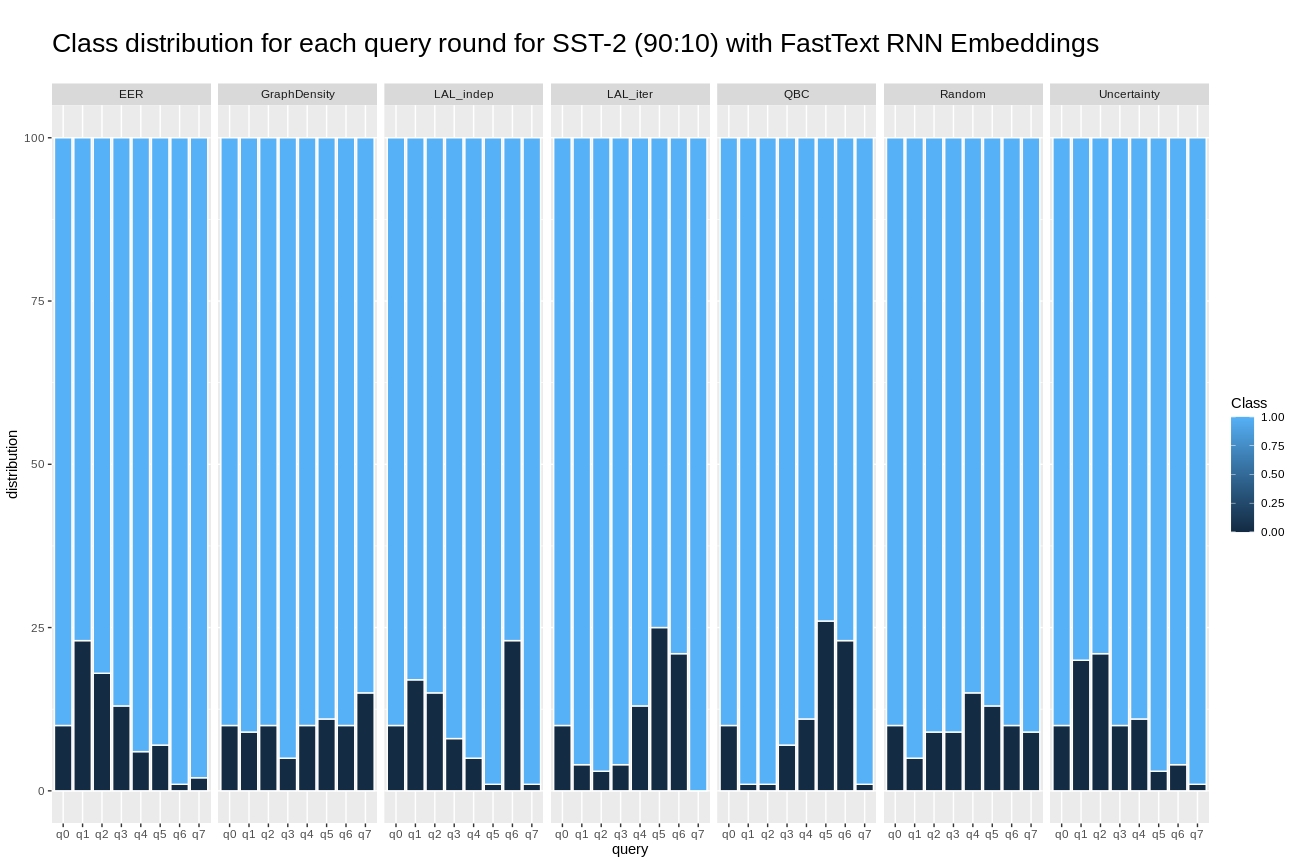 Class distribution for each query round for SST-2 (90:10) with FastText RNN Embeddings
EER GraphDensity LAL_indep LAL_iter QBC Random Uncertainty
100
75
50
25
0
distribution
q0 q1 q2 q3 q4 q5 q6 q7 q0 q1 q2 q3 q4 q5 q6 q7 q0 q1 q2 q3 q4 q5 q6 q7 q0 q1 q2 q3 q4 q5 q6 q7 q0 q1 q2 q3 q4 q5 q6 q7 q0 q1 q2 q3 q4 q5 q6 q7 q0 q1 q2 q3 q4 q5 q6 q7
query
Class
1.00
0.75
0.50
0.25
0.00